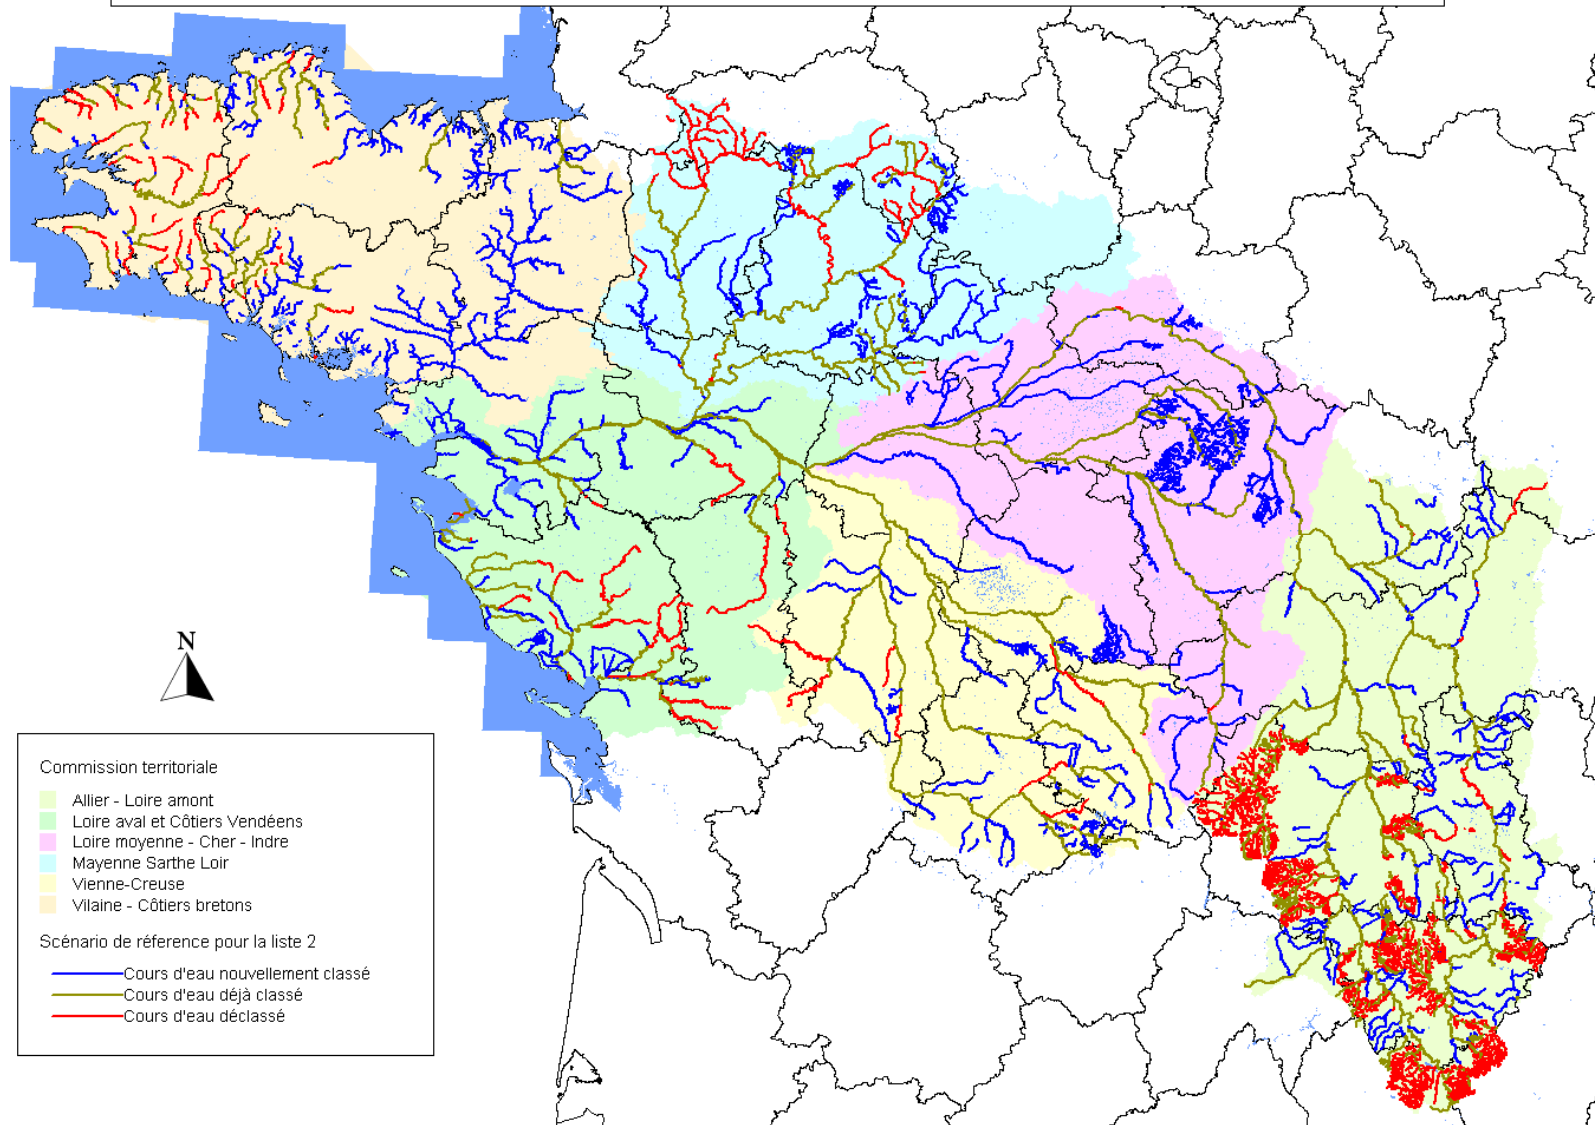 N
Commission territoriale
Allier - Loire amont
Loire aval et Côtiers Vendéens
Loire moyenne - Cher - Indre
Mayenne Sarthe Loir
Vienne-Creuse
Vilaine - Côtiers bretons
Scénario de réference pour la liste 2
Cours d'eau nouvellement classé
Cours d'eau déjà classé
Cours d'eau déclassé